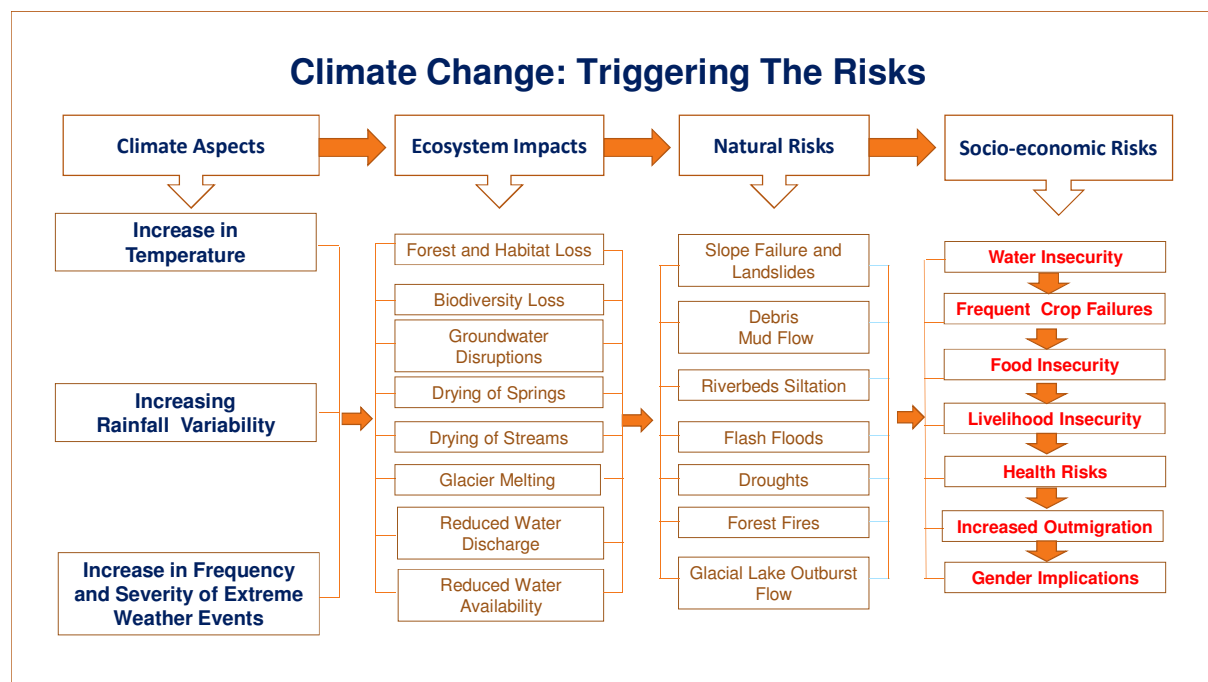 Climate Change: Triggering The Risks
Climate Aspects
Ecosystem Impacts
Natural Risks
Socio-economic Risks
Increase in
Temperature
Increasing
Rainfall Variability
Increase in Frequency
and Severity of Extreme
Weather Events
Forest and Habitat Loss
Biodiversity Loss
Groundwater
Disruptions
Drying of Springs
Drying of Streams
Glacier Melting
Reduced Water
Discharge
Reduced Water
Availability
Slope Failure and
Landslides
Debris
Mud Flow
Riverbeds Siltation
Flash Floods
Droughts
Forest Fires
Glacial Lake Outburst
Flow
Water Insecurity
Frequent Crop Failures
Food Insecurity
Livelihood Insecurity
Health Risks
Increased Outmigration
Gender Implications